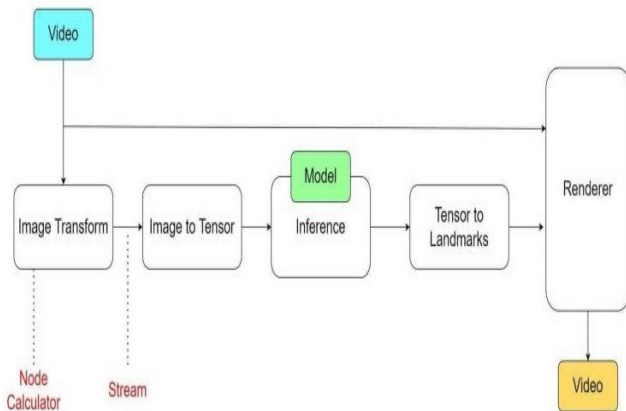 Video
Model
Renderer
Image Transform
Image to Tensor
Inference
Tensor to
Landmarks
Node
Calculator
Stream
Video